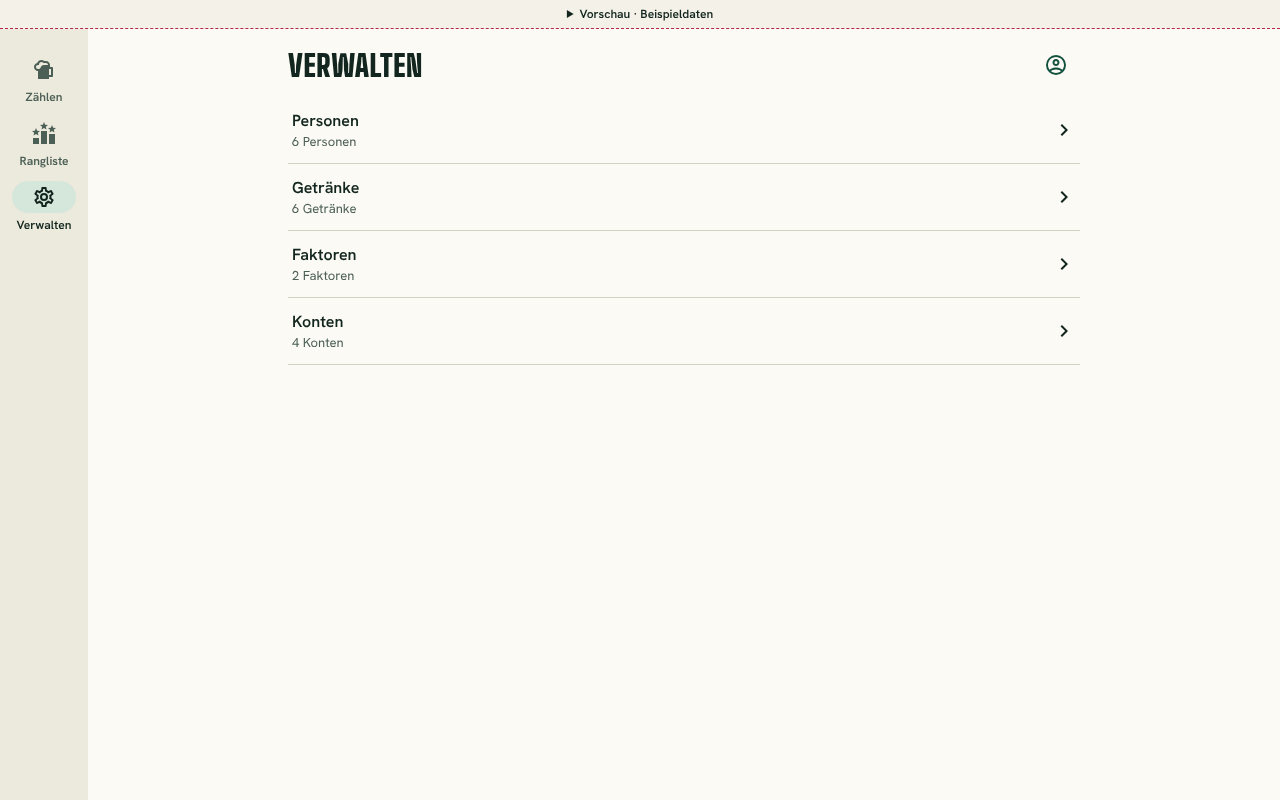 Vorschau · Beispieldaten
VERWALTEN
Zählen
Rangliste
Verwalten
Personen
6 Personen
Getränke
6 Getränke
Faktoren
2 Faktoren
Konten
4 Konten